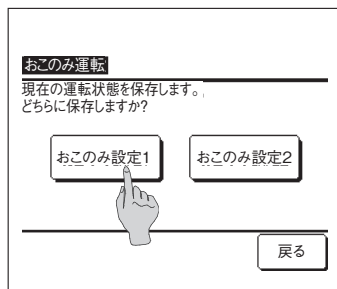 おこのみ運転
現在の運転状態を保存します。
どちらに保存しますか?
おこのみ設定1
おこのみ設定2
戻る